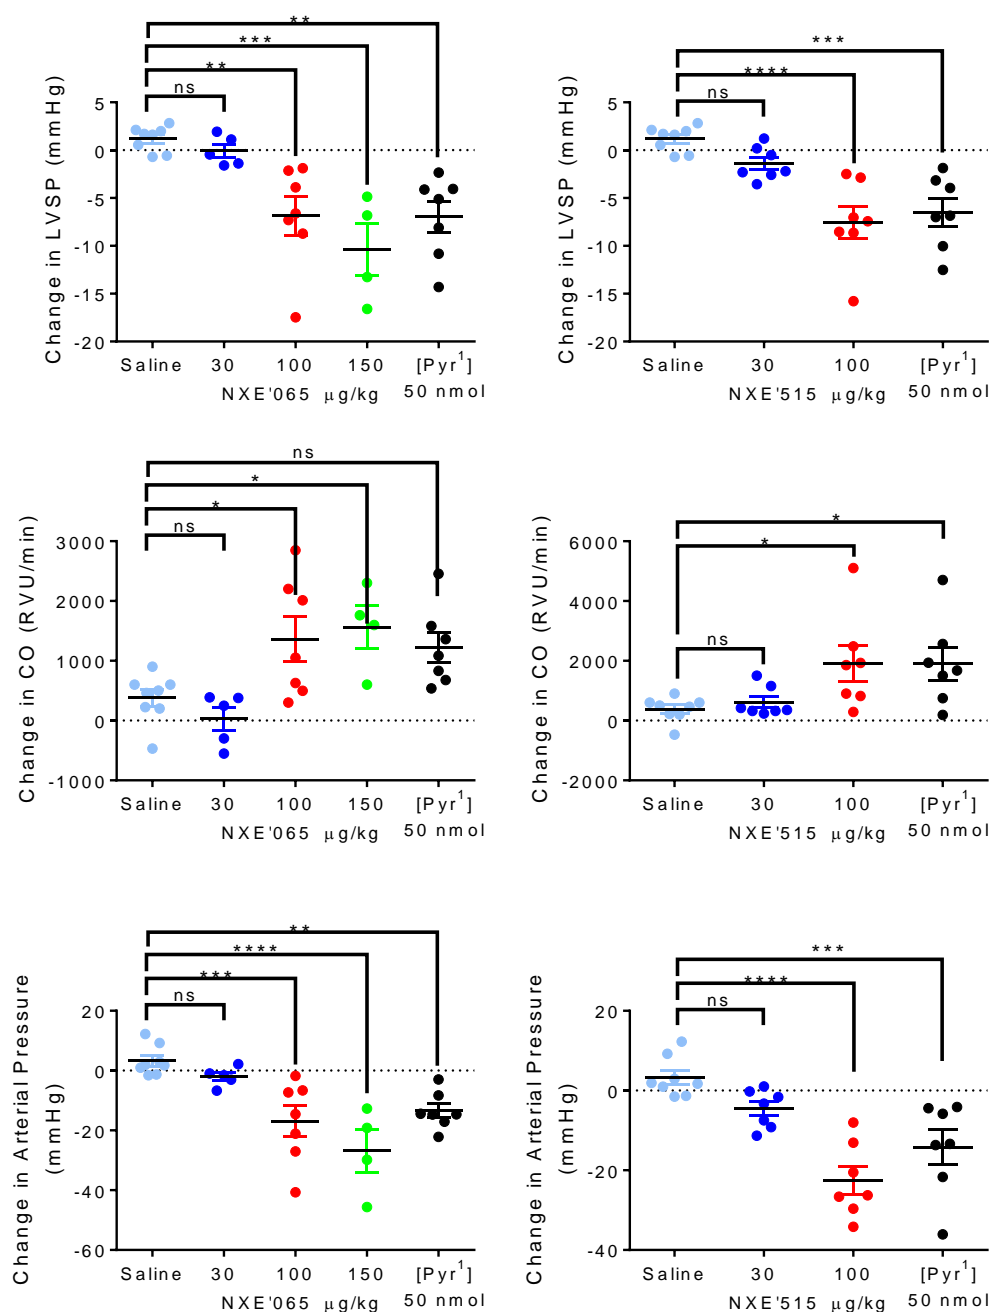 **
***
**
ns
5
0
-5
-10
-15
-20
Change in LVSP (mmHg)
Saline 30 100 150 [Pyr1]
NXE'065 μg/kg 50 nmol
***
****
ns
5
0
-5
-10
-15
-20
Change in LVSP (mmHg)
Saline 30 100 [Pyr1]
NXE'515 μg/kg 50 nmol
ns
*
*
ns
3000
2000
1000
0
-1000
Change in CO (RVU/min)
Saline 30 100 150 [Pyr1]
NXE'065 μg/kg 50 nmol
*
*
ns
6000
4000
2000
0
-2000
Change in CO (RVU/min)
Saline 30 100 [Pyr1]
NXE'515 μg/kg 50 nmol
**
****
***
ns
20
0
-20
-40
-60
Change in Arterial Pressure
(mmHg)
Saline 30 100 150 [Pyr1]
NXE'065 μg/kg 50 nmol
***
****
ns
20
0
-20
-40
Change in Arterial Pressure
(mmHg)
Saline 30 100 [Pyr1]
NXE'515 μg/kg 50 nmol